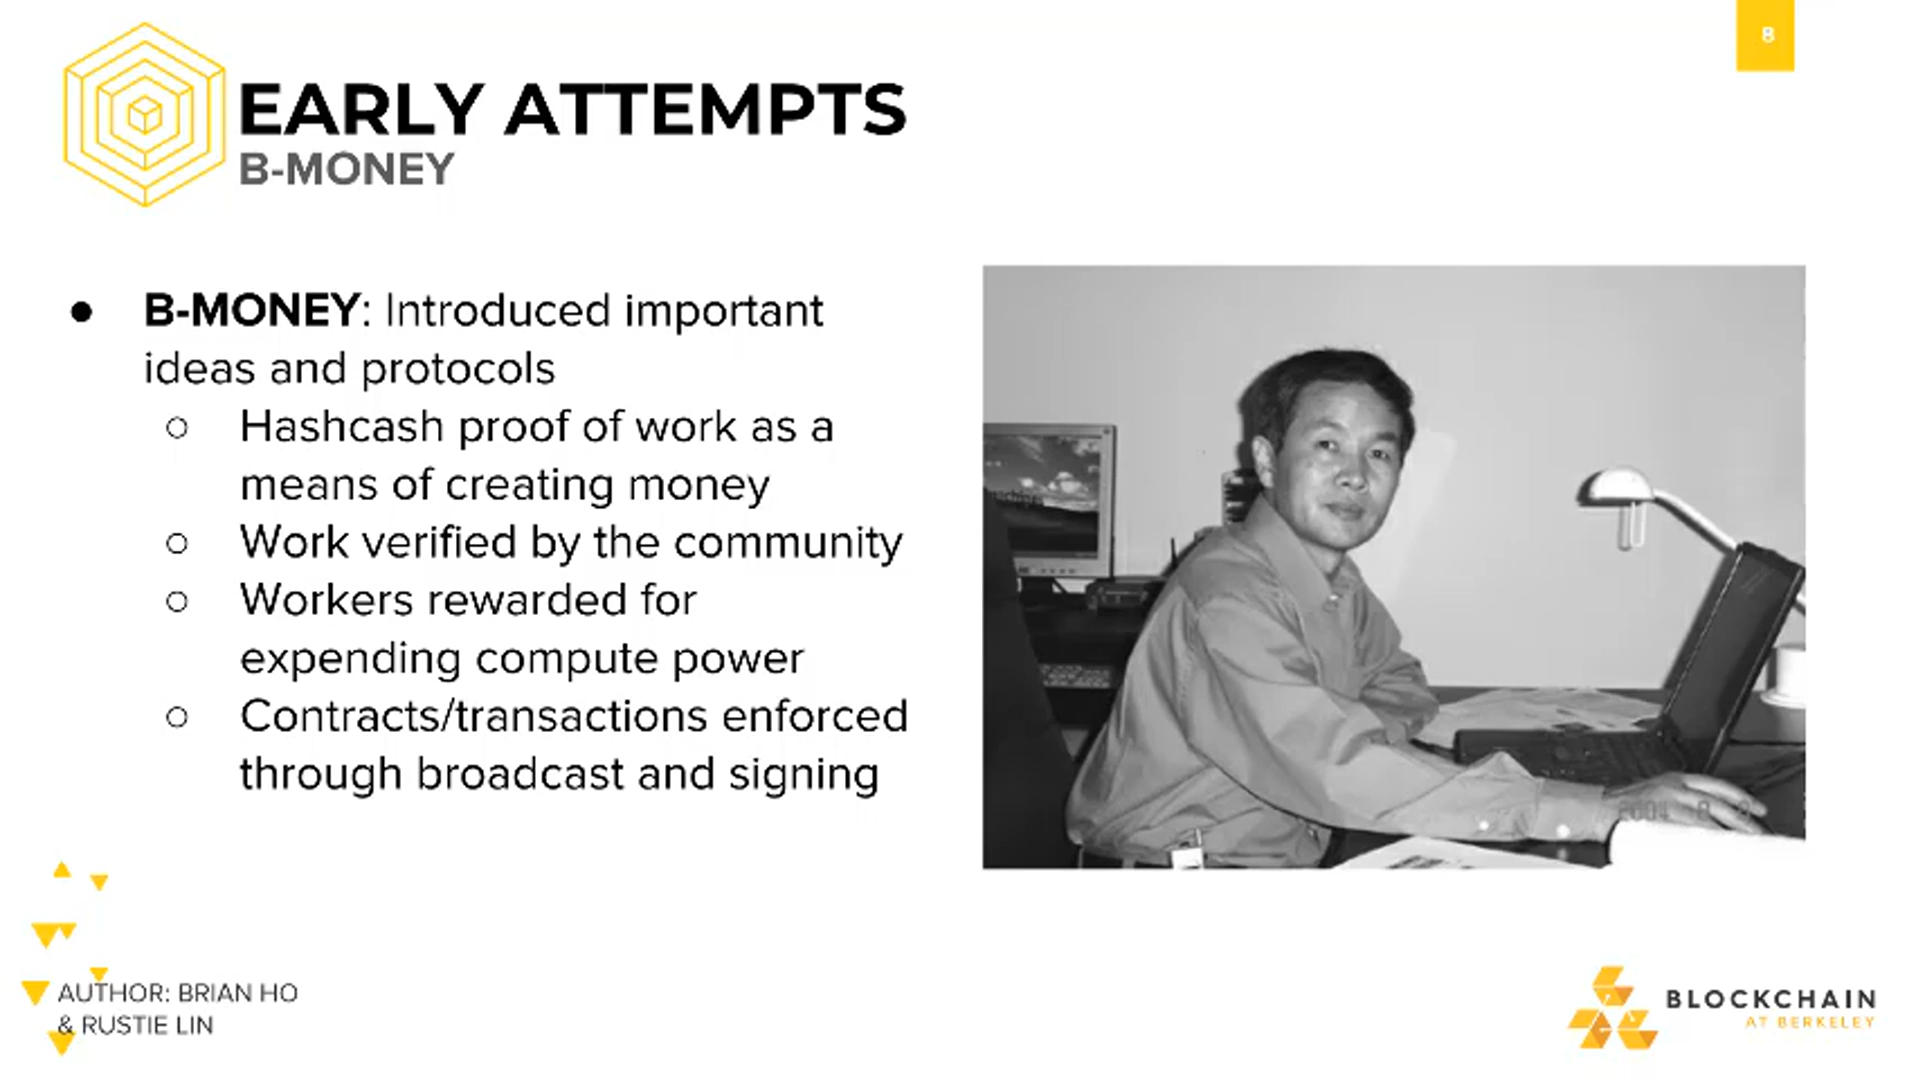 8
EARLY ATTEMPTS
B-MONEY
● B-MONEY: Introduced important
ideas and protocols
○ Hashcash proof of work as a
means of creating money
○ Work verified by the community
○ Workers rewarded for
expending compute power
○ Contracts/transactions enforced
through broadcast and signing
AUTHOR: BRIAN HO
& RUSTIE LIN
BLOCKCHAIN
AT BERKELEY